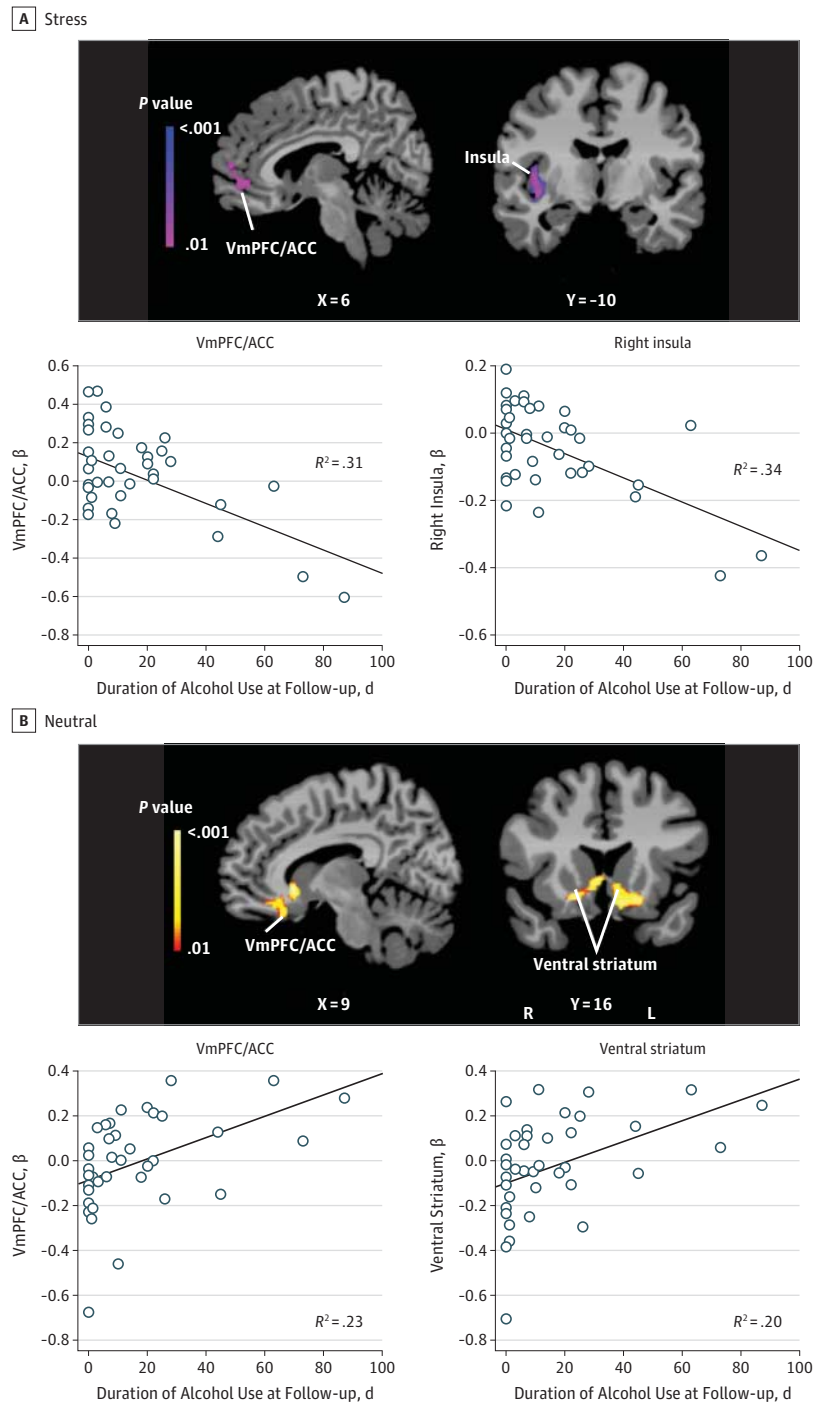 A Stress
P value
<.001
.01
VmPFC/ACC
Insula
X = 6
Y = –10
VmPFC/ACC
0.6
0.4
0.2
0.0
–0.2
–0.4
–0.6
–0.8
VmPFC/ACC, β
R² = .31
0 20 40 60 80 100
Duration of Alcohol Use at Follow-up, d
Right insula
0.2
0.0
–0.2
–0.4
–0.6
Right Insula, β
R² = .34
0 20 40 60 80 100
Duration of Alcohol Use at Follow-up, d
B Neutral
P value
<.001
.01
VmPFC/ACC
Ventral striatum
X = 9
R Y = 16 L
VmPFC/ACC
0.4
0.2
0.0
–0.2
–0.4
–0.6
–0.8
VmPFC/ACC, β
R² = .23
0 20 40 60 80 100
Duration of Alcohol Use at Follow-up, d
Ventral striatum
0.4
0.2
0.0
–0.2
–0.4
–0.6
–0.8
Ventral Striatum, β
R² = .20
0 20 40 60 80 100
Duration of Alcohol Use at Follow-up, d